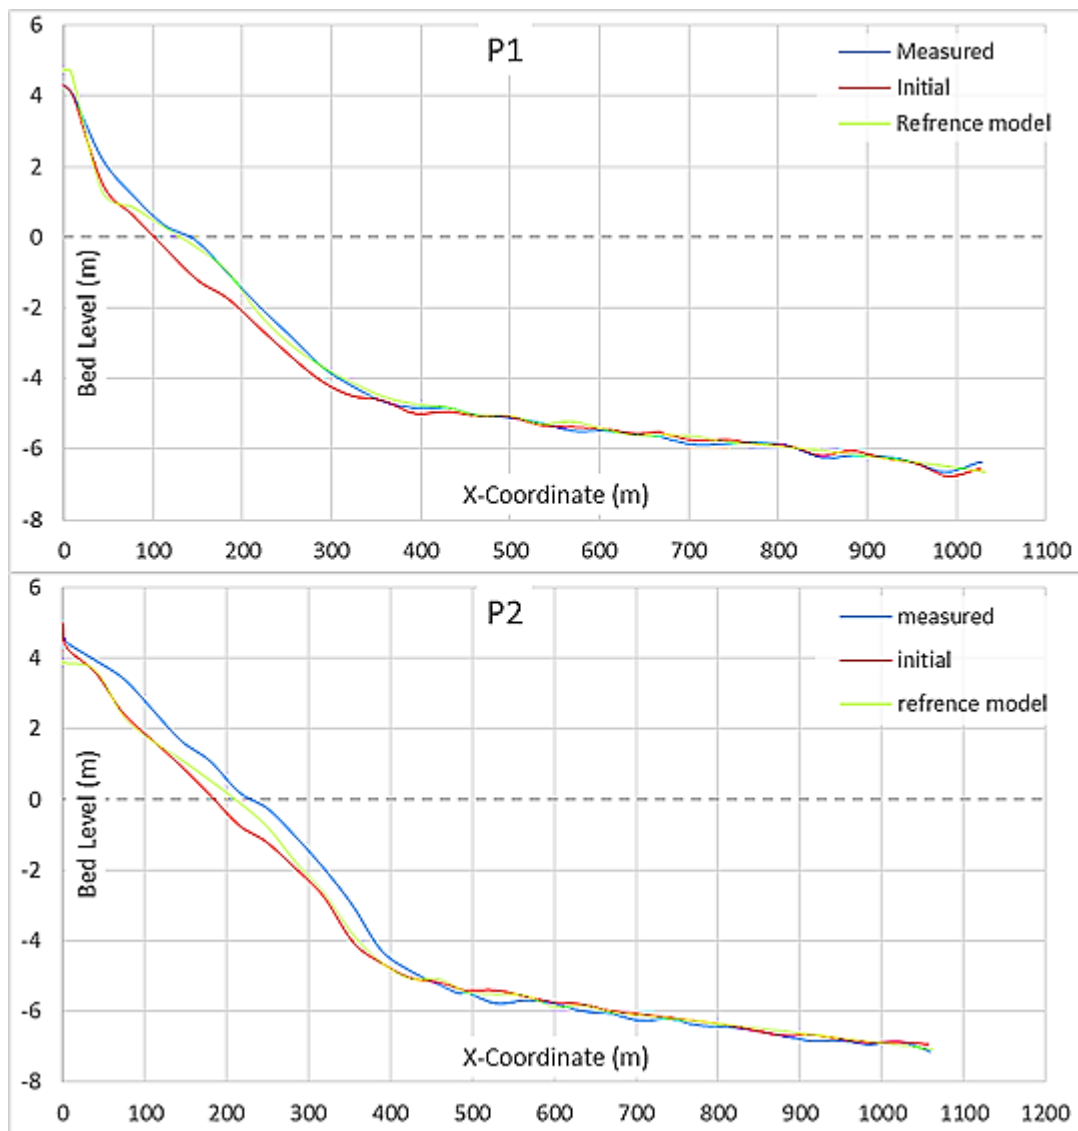 P1
Measured
Initial
Refrence model
6
4
2
0
-2
-4
-6
-8
Bed Level (m)
X-Coordinate (m)
0 100 200 300 400 500 600 700 800 900 1000 1100
P2
measured
initial
refrence model
6
4
2
0
-2
-4
-6
-8
Bed Level (m)
X-Coordinate (m)
0 100 200 300 400 500 600 700 800 900 1000 1100 1200